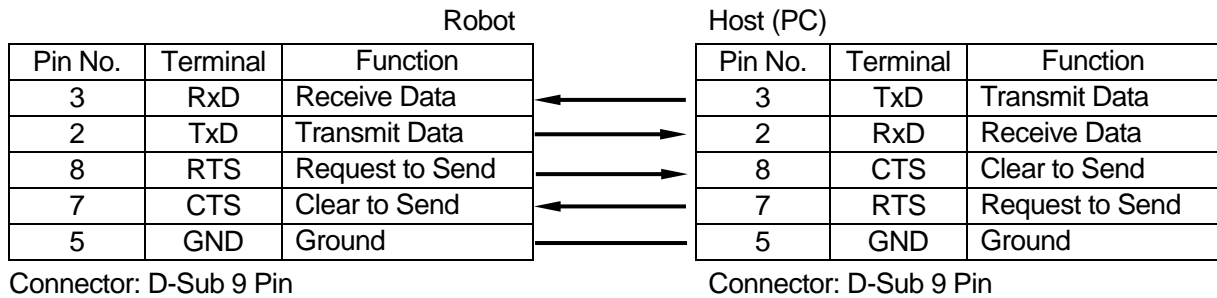 Robot Host (PC)
Pin No. Terminal Function Pin No. Terminal Function
3 RxD Receive Data 3 TxD Transmit Data
2 TxD Transmit Data 2 RxD Receive Data
8 RTS Request to Send 8 CTS Clear to Send
7 CTS Clear to Send 7 RTS Request to Send
5 GND Ground 5 GND Ground
Connector: D-Sub 9 Pin Connector: D-Sub 9 Pin